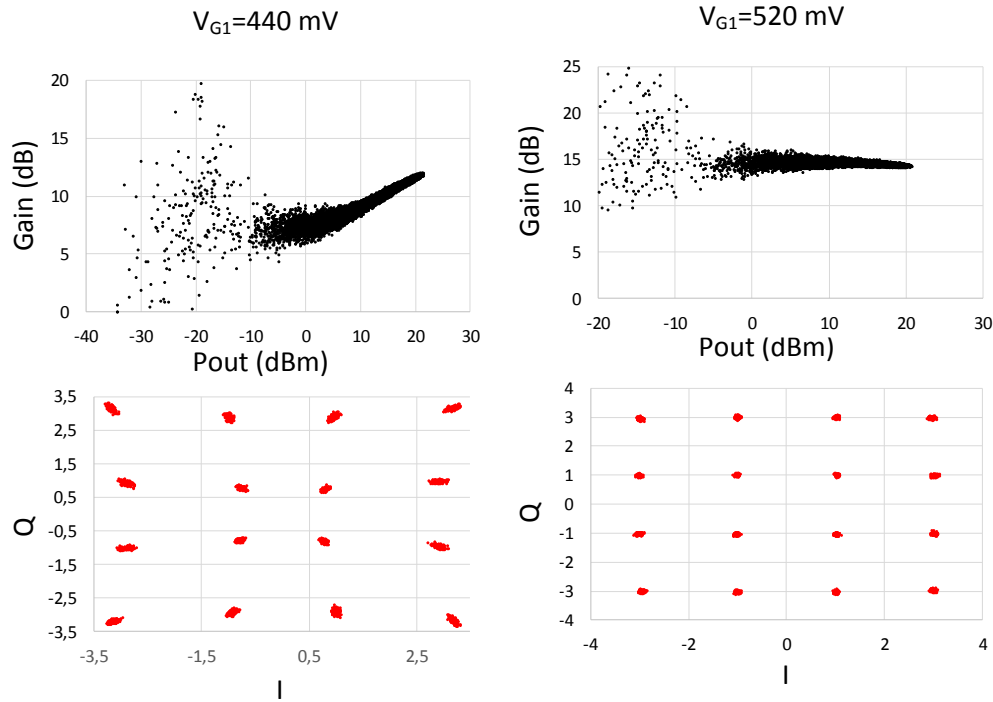 V_G1=440 mV
V_G1=520 mV
Gain (dB)
20
15
10
5
0
-40 -30 -20 -10 0 10 20 30
Pout (dBm)
Gain (dB)
25
20
15
10
5
0
-20 -10 0 10 20 30
Pout (dBm)
Q
3,5
2,5
1,5
0,5
-0,5
-1,5
-2,5
-3,5
-3,5 -1,5 0,5 2,5
I
Q
4
3
2
1
0
-1
-2
-3
-4
-4 -2 0 2 4
I